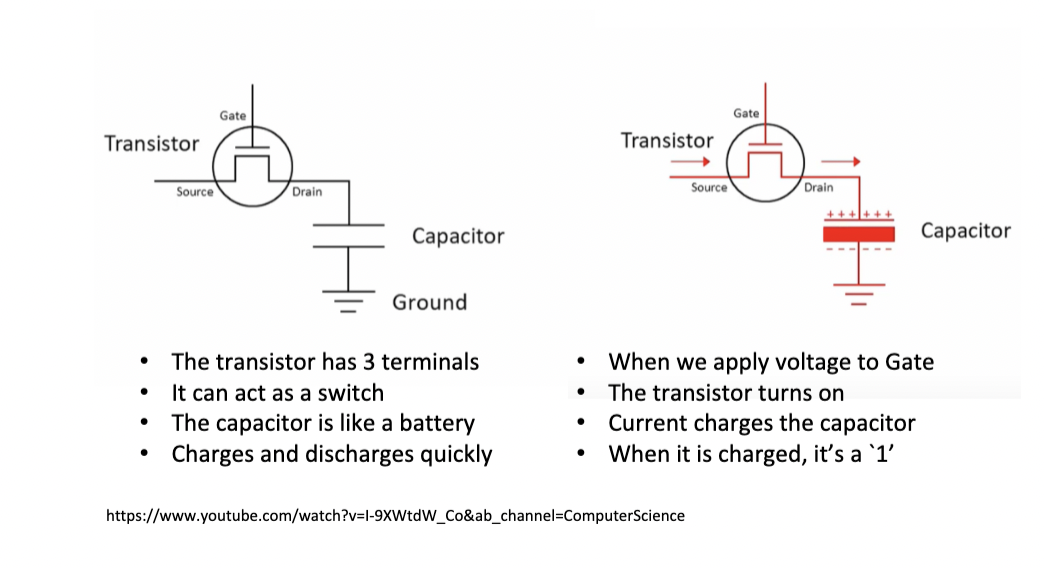 Gate
Transistor
Source
Drain
Capacitor
Ground
• The transistor has 3 terminals
• It can act as a switch
• The capacitor is like a battery
• Charges and discharges quickly
Gate
Transistor
Source
Drain
++++++
Capacitor
- - - - - -
• When we apply voltage to Gate
• The transistor turns on
• Current charges the capacitor
• When it is charged, it’s a `1’
https://www.youtube.com/watch?v=I-9XWtdW_Co&ab_channel=ComputerScience